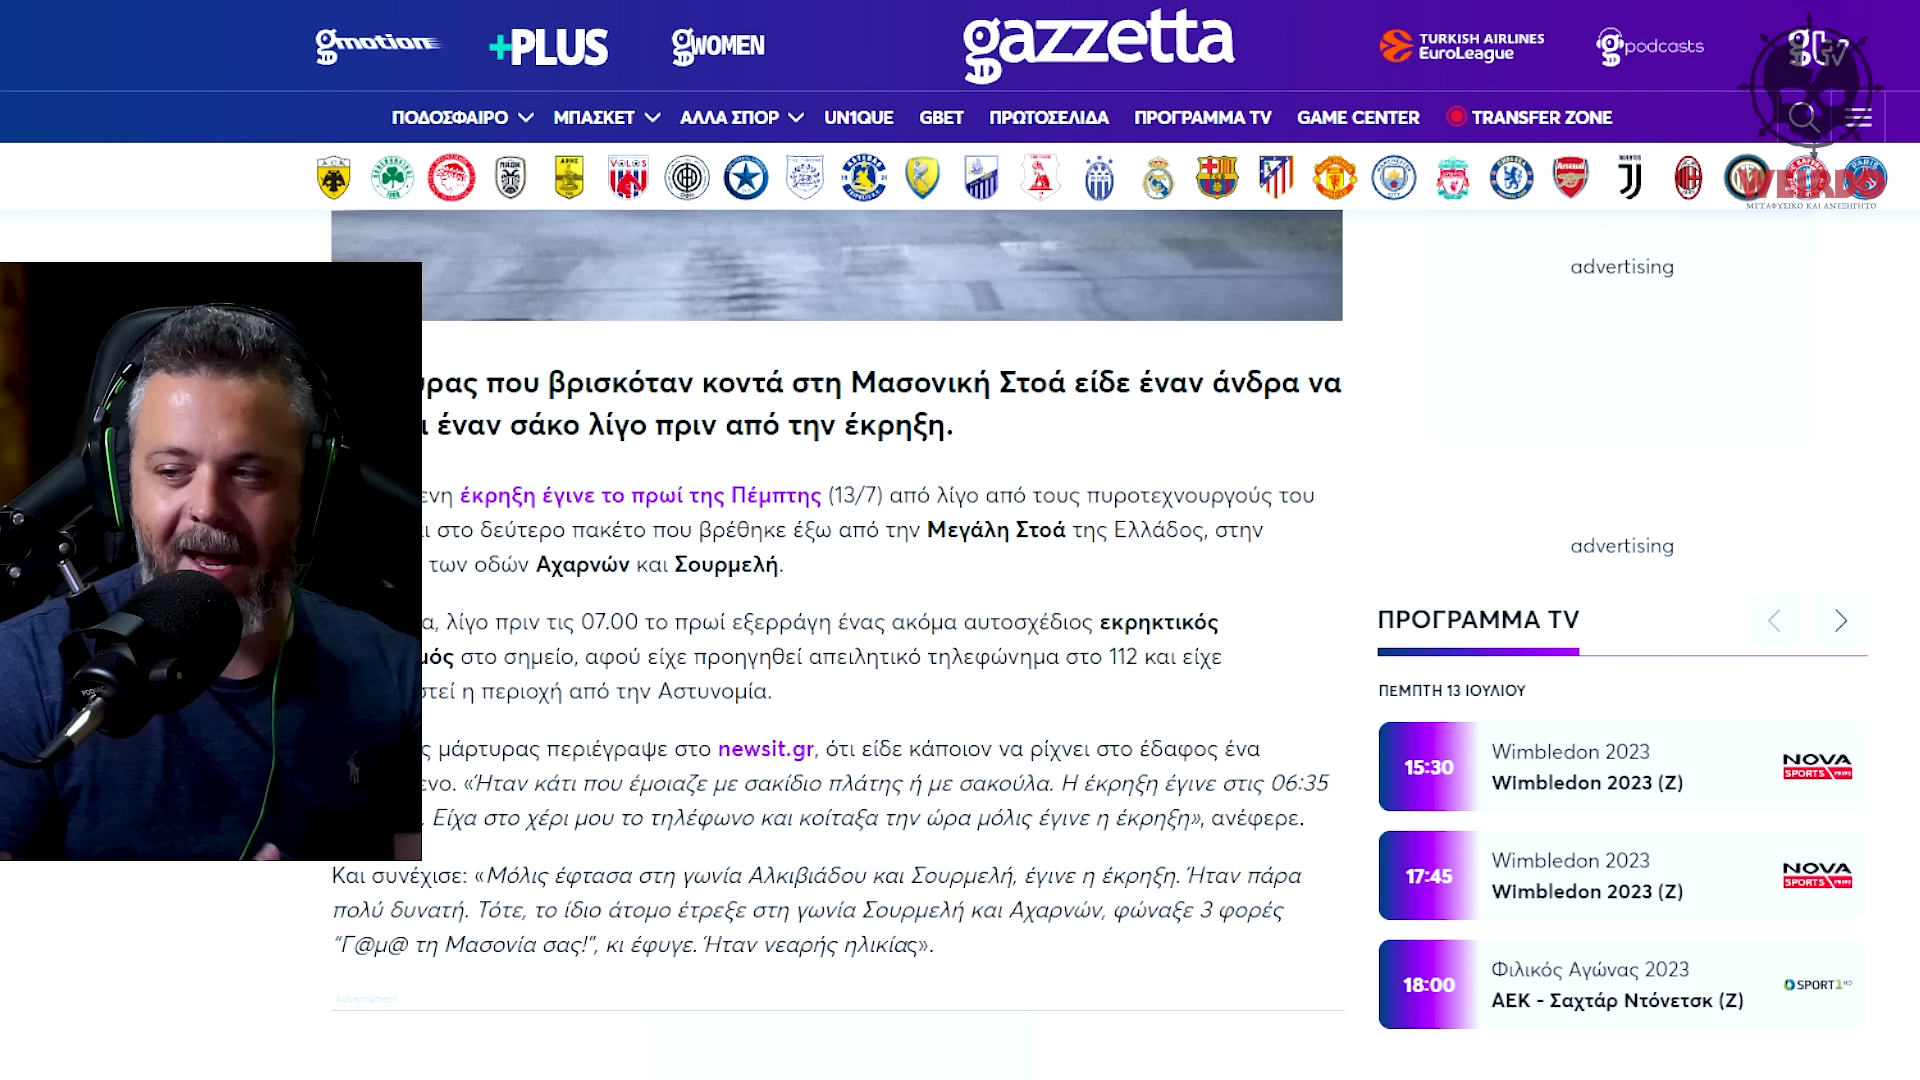 gmotion
+PLUS
gWOMEN
gazzetta
TURKISH AIRLINES
EuroLeague
podcasts
ΠΟΔΟΣΦΑΙΡΟ ΜΠΑΣΚΕΤ ΑΛΛΑ ΣΠΟΡ UN1QUE GBET ΠΡΩΤΟΣΕΛΙΔΑ ΠΡΟΓΡΑΜΜΑ TV GAME CENTER TRANSFER ZONE
WEIRDO
ΜΕΤΑΦΥΣΙΚΟ ΚΑΙ ΑΝΕΞΗΓΗΤΟ
advertising
που βρισκόταν κοντά στη Μασονική Στοά είδε έναν άνδρα να
έναν σάκο λίγο πριν από την έκρηξη.
έκρηξη έγινε το πρωί της Πέμπτης (13/7) από λίγο από τους πυροτεχνουργούς του
στο δεύτερο πακέτο που βρέθηκε έξω από την Μεγάλη Στοά της Ελλάδος, στην
των οδών Αχαρνών και Σουρμελή.
λίγο πριν τις 07.00 το πρωί εξερράγη ένας ακόμα αυτοσχέδιος εκρηκτικός
στο σημείο, αφού είχε προηγηθεί απειλητικό τηλεφώνημα στο 112 και είχε
η περιοχή από την Αστυνομία.
μάρτυρας περιέγραψε στο newsit.gr, ότι είδε κάποιον να ρίχνει στο έδαφος ένα
«Ήταν κάτι που έμοιαζε με σακίδιο πλάτης ή με σακούλα. Η έκρηξη έγινε στις 06:35
Είχα στο χέρι μου το τηλέφωνο και κοίταξα την ώρα μόλις έγινε η έκρηξη», ανέφερε.
Και συνέχισε: «Μόλις έφτασα στη γωνία Αλκιβιάδου και Σουρμελή, έγινε η έκρηξη. Ήταν πάρα
πολύ δυνατή. Τότε, το ίδιο άτομο έτρεξε στη γωνία Σουρμελή και Αχαρνών, φώναξε 3 φορές
“Γ@μ@ τη Μασονία σας!”, κι έφυγε. Ήταν νεαρής ηλικίας».
Advertisment
advertising
ΠΡΟΓΡΑΜΜΑ TV
ΠΕΜΠΤΗ 13 ΙΟΥΛΙΟΥ
15:30
Wimbledon 2023
Wimbledon 2023 (Z)
NOVA
SPORTS
17:45
Wimbledon 2023
Wimbledon 2023 (Z)
NOVA
SPORTS
18:00
Φιλικός Αγώνας 2023
ΑΕΚ - Σαχτάρ Ντόνετσκ (Ζ)
SPORT1HD